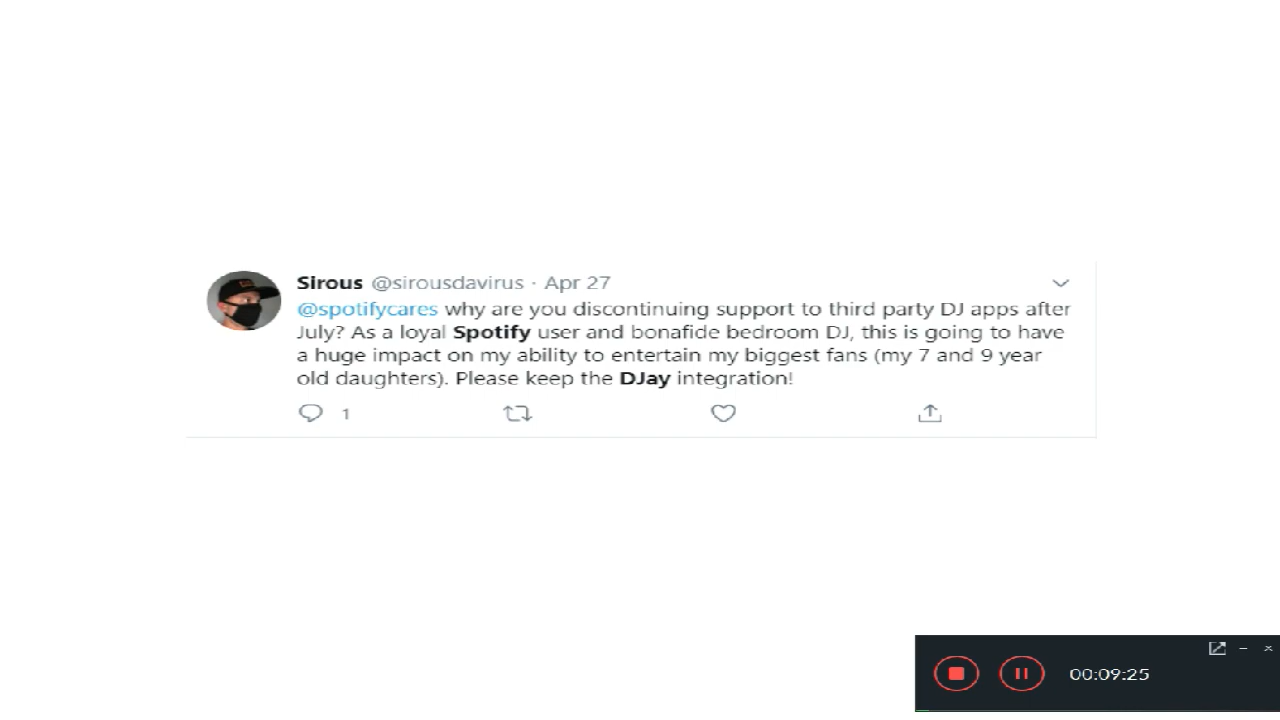 Sirous @sirousdavirus · Apr 27
@spotifycares why are you discontinuing support to third party DJ apps after
July? As a loyal Spotify user and bonafide bedroom DJ, this is going to have
a huge impact on my ability to entertain my biggest fans (my 7 and 9 year
old daughters). Please keep the DJay integration!
1
00:09:25